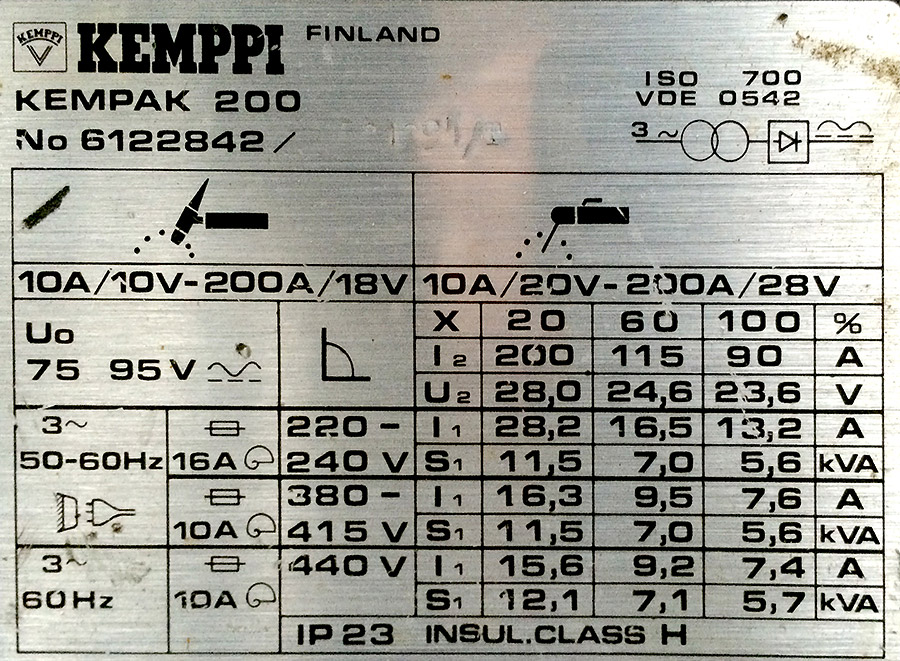 KEMPPI KEMPPI FINLAND
KEMPAK 200
ISO 700
VDE 0542
No 6122842 /
3~
10A/10V-200A/18V 10A/20V-200A/28V
Uo
75 95 V
X 20 60 100 %
I2 200 115 90 A
U2 28,0 24,6 23,6 V
3~ 220- I1 28,2 16,5 13,2 A
50-60Hz 16A 240 V S1 11,5 7,0 5,6 kVA
380- I1 16,3 9,5 7,6 A
10A 415 V S1 11,5 7,0 5,6 kVA
3~ 440 V I1 15,6 9,2 7,4 A
60Hz 10A S1 12,1 7,1 5,7 kVA
IP 23 INSUL.CLASS H